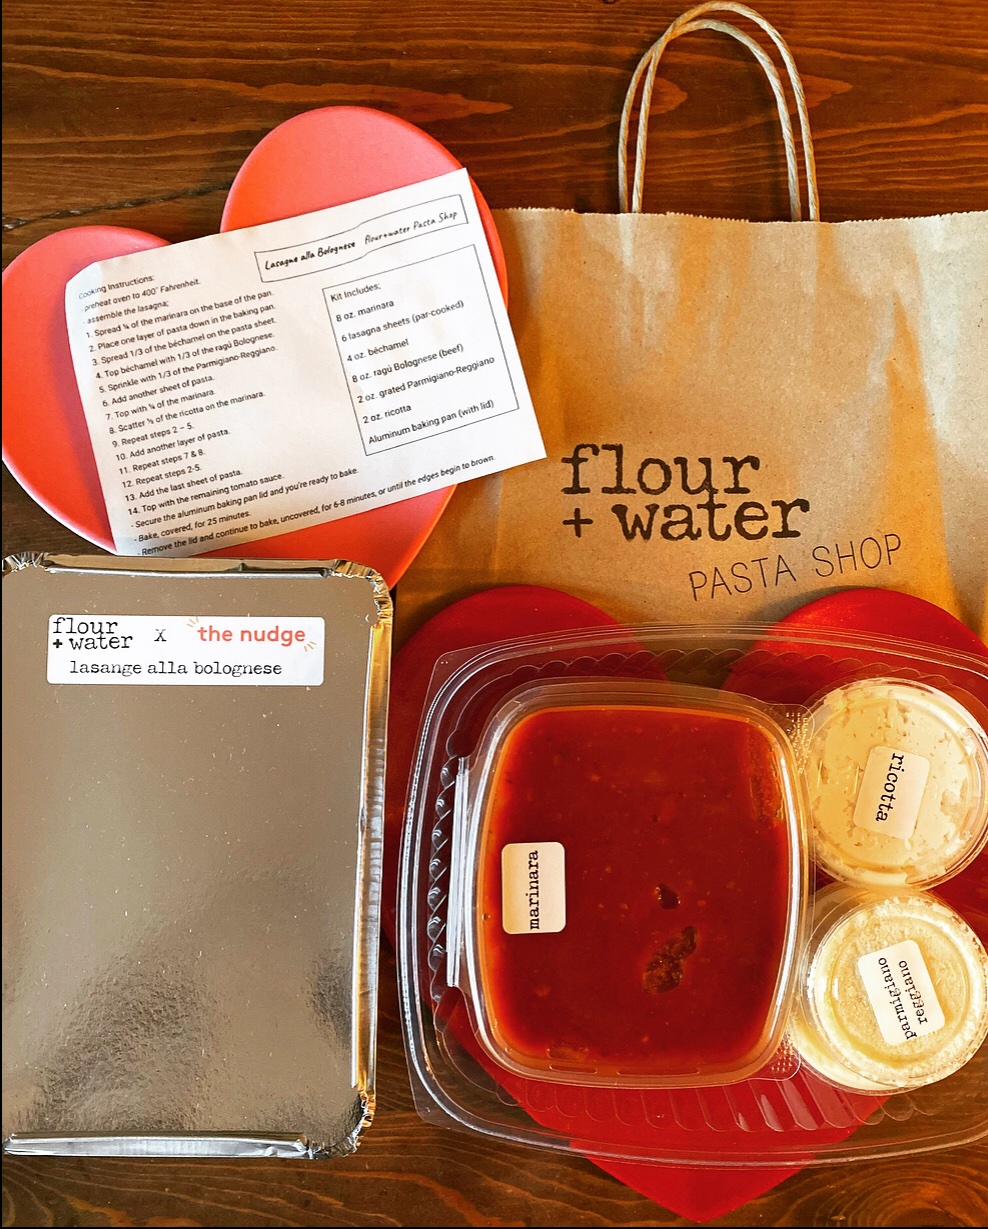 Lasagne alla Bolognese flour+water Pasta Shop
Cooking Instructions:
- preheat oven to 400° Fahrenheit.
- assemble the lasagna;
1. Spread ¼ of the marinara on the base of the pan.
2. Place one layer of pasta down in the baking pan.
3. Spread 1/3 of the béchamel on the pasta sheet.
4. Top béchamel with 1/3 of the ragú Bolognese.
5. Sprinkle with 1/3 of the Parmigiano-Reggiano.
6. Add another sheet of pasta.
7. Top with ¼ of the marinara.
8. Scatter ½ of the ricotta on the marinara.
9. Repeat steps 2 – 5.
10. Add another layer of pasta.
11. Repeat steps 7 & 8.
12. Repeat steps 2-5.
13. Add the last sheet of pasta.
14. Top with the remaining tomato sauce.
- Secure the aluminum baking pan lid and you're ready to bake.
- Bake, covered, for 25 minutes.
- Remove the lid and continue to bake, uncovered, for 6-8 minutes, or until the edges begin to brown.
Kit Includes;
8 oz. marinara
6 lasagna sheets (par-cooked)
4 oz. béchamel
8 oz. ragú Bolognese (beef)
2 oz. grated Parmigiano-Reggiano
2 oz. ricotta
Aluminum baking pan (with lid)
flour
+ water
PASTA SHOP
flour
+ water x the nudge
lasange alla bolognese
marinara
ricotta
parmigiano
reggiano